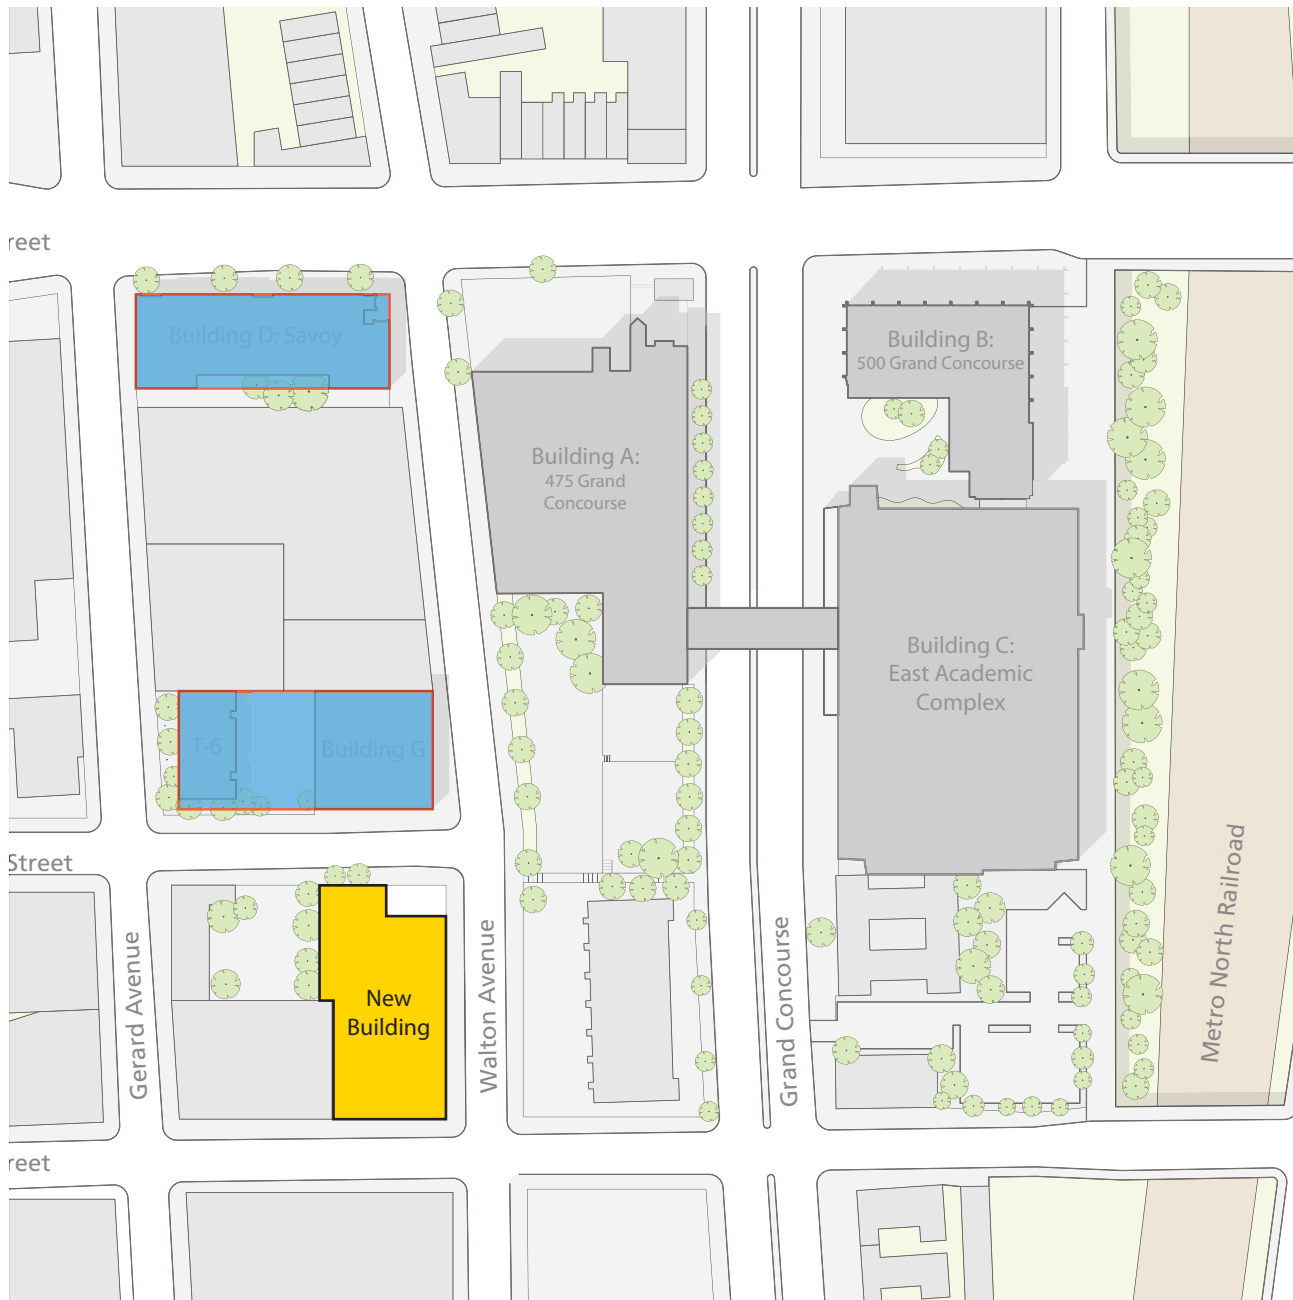 reet
Building D: Savoy
Building B:
500 Grand Concourse
Building A:
475 Grand
Concourse
Building C:
East Academic
Complex
T-6
Building G
Street
New
Building
Gerard Avenue
Walton Avenue
Grand Concourse
Metro North Railroad
reet